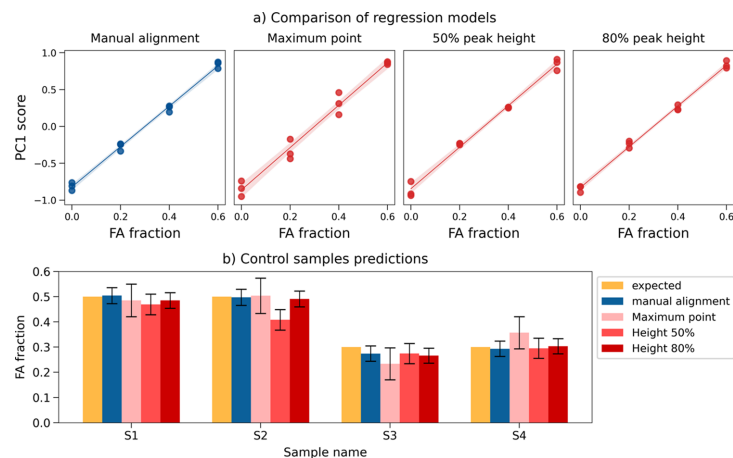 a) Comparison of regression models
Manual alignment
Maximum point
50% peak height
80% peak height
PC1 score
1.0
0.5
0.0
−0.5
−1.0
0.0 0.2 0.4 0.6
0.0 0.2 0.4 0.6
0.0 0.2 0.4 0.6
0.0 0.2 0.4 0.6
FA fraction
FA fraction
FA fraction
FA fraction
b) Control samples predictions
FA fraction
0.6
0.5
0.4
0.3
0.2
0.1
0.0
S1 S2 S3 S4
Sample name
expected
manual alignment
Maximum point
Height 50%
Height 80%